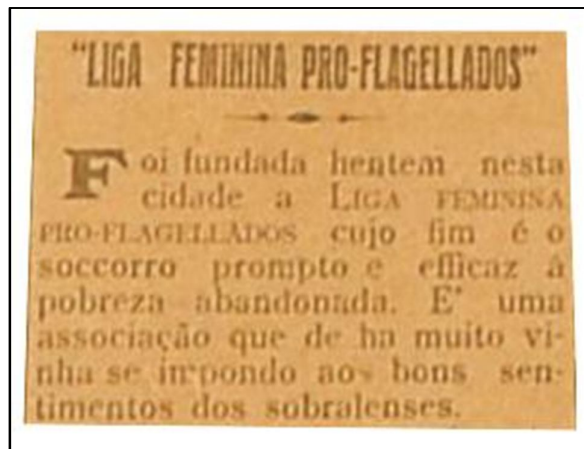 "LIGA FEMININA PRO-FLAGELLADOS"
Foi fundada hentem nesta
cidade a LIGA FEMININA
PRO-FLAGELLADOS cujo fim é o
soccorro prompto e efficaz á
pobreza abandonada. E' uma
associação que de ha muito vi-
nha se impondo aos bons sen-
timentos dos sobralenses.